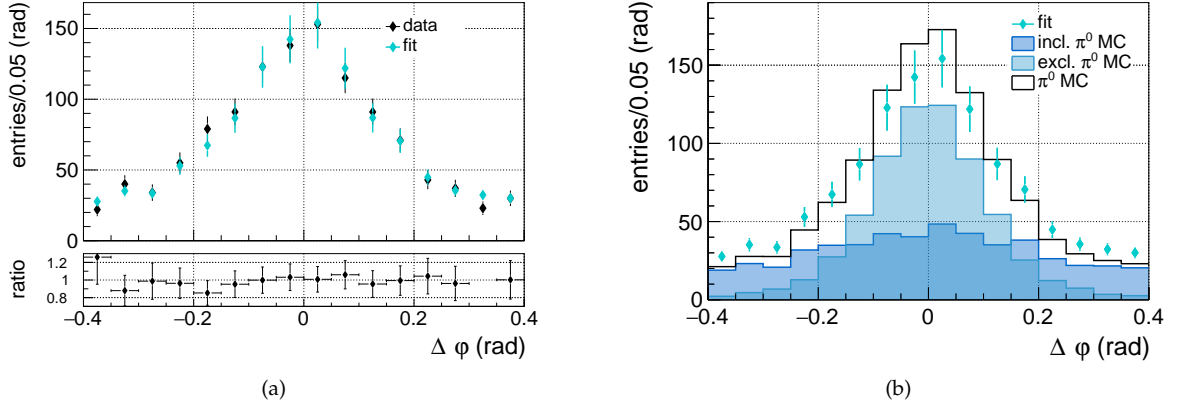 entries/0.05 (rad)
150
100
50
0
data
fit
ratio
1.2
1
0.8
−0.4
−0.2
0
0.2
0.4
Δ φ (rad)
(a)
entries/0.05 (rad)
150
100
50
0
fit
incl. π⁰ MC
excl. π⁰ MC
π⁰ MC
−0.4
−0.2
0
0.2
0.4
Δ φ (rad)
(b)